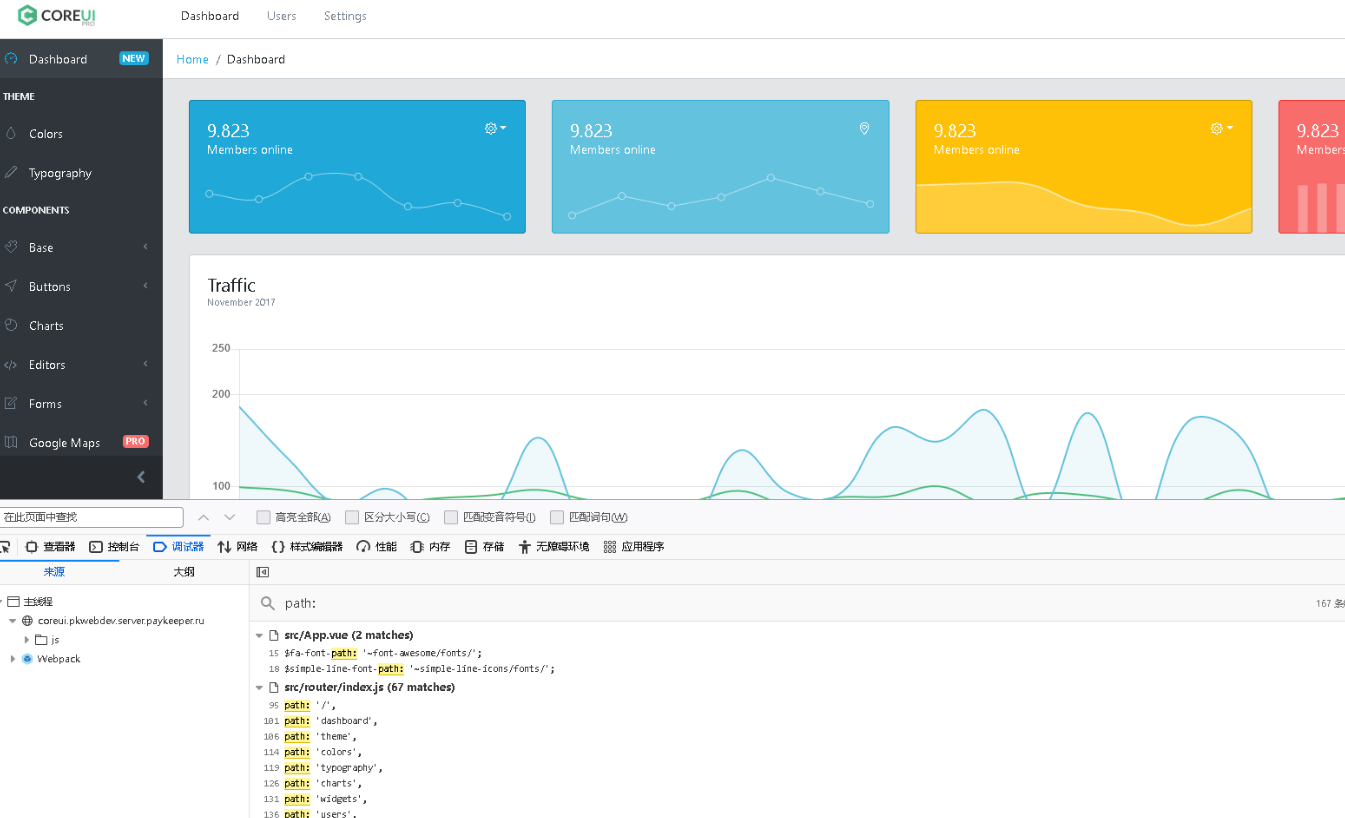 COREUI PRO
Dashboard Users Settings
Dashboard NEW
Home / Dashboard
THEME
Colors
Typography
COMPONENTS
Base
Buttons
Charts
Editors
Forms
Google Maps PRO
9.823
Members online
9.823
Members online
9.823
Members online
9.823
Members
Traffic
November 2017
250
200
100
在此页面中查找
高亮全部(A) 区分大小写(C) 匹配变音符号(I) 匹配词句(W)
查看器 控制台 调试器 网络 样式编辑器 性能 内存 存储 无障碍环境 应用程序
来源 大纲
主线程
coreui.pkwebdev.server.paykeeper.ru
js
Webpack
path:
167 条
src/App.vue (2 matches)
15 $fa-font-path: '~font-awesome/fonts/';
18 $simple-line-font-path: '~simple-line-icons/fonts/';
src/router/index.js (67 matches)
95 path: '/',
101 path: 'dashboard',
106 path: 'theme',
114 path: 'colors',
119 path: 'typography',
126 path: 'charts',
131 path: 'widgets',
136 path: 'users',